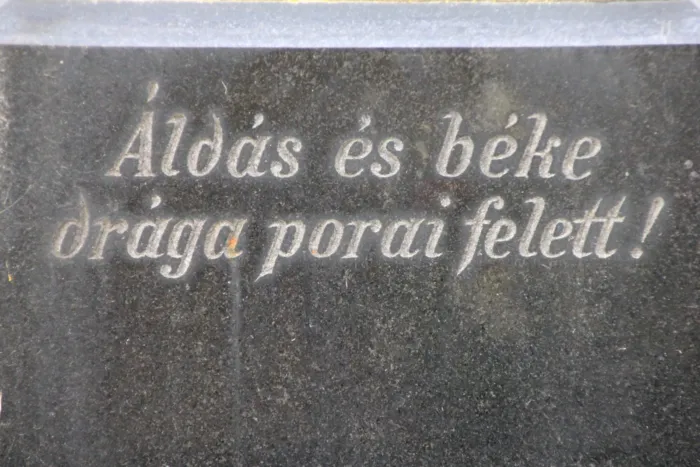 Áldás és béke
drága porai felett!